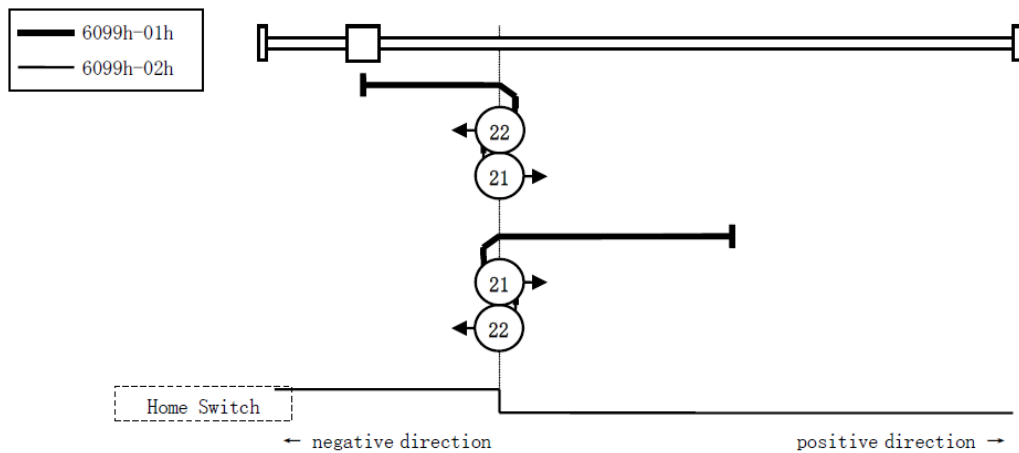 6099h-01h
6099h-02h
22
21
21
22
Home Switch
← negative direction
positive direction →